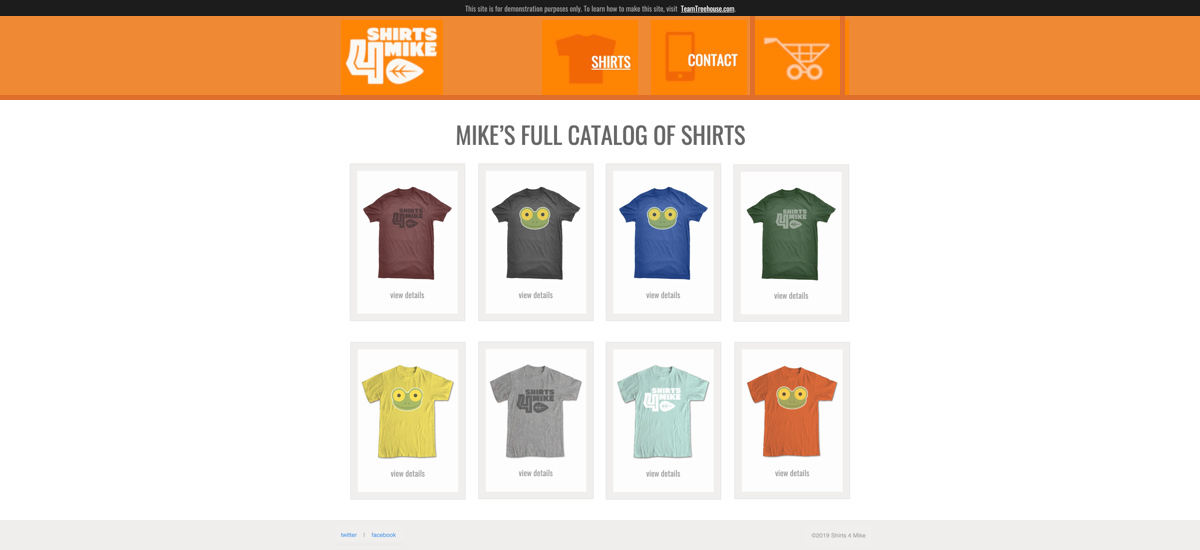 This site is for demonstration purposes only. To learn how to make this site, visit TeamTreehouse.com.
SHIRTS
4 MIKE
SHIRTS
CONTACT
MIKE'S FULL CATALOG OF SHIRTS
SHIRTS
4 MIKE
SHIRTS
4 MIKE
view details
view details
view details
view details
SHIRTS
4 MIKE
SHIRTS
4 MIKE
view details
view details
view details
view details
twitter | facebook
©2019 Shirts 4 Mike